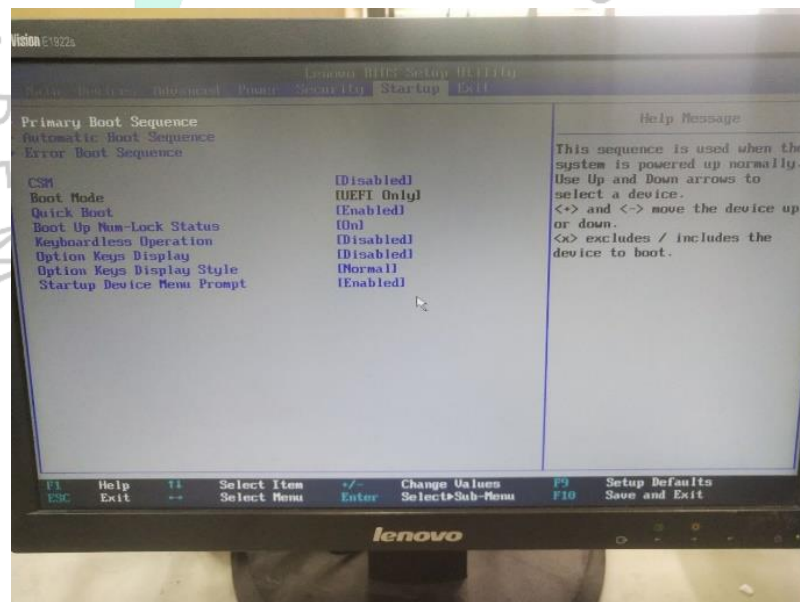 Vision E1922s
Lenovo BIOS Setup Utility
Main Devices Advanced Power Security Startup Exit
Primary Boot Sequence
Automatic Boot Sequence
Error Boot Sequence
CSM [Disabled]
Boot Mode [UEFI Only]
Quick Boot [Enabled]
Boot Up Num-Lock Status [On]
Keyboardless Operation [Disabled]
Option Keys Display [Disabled]
Option Keys Display Style [Normal]
Startup Device Menu Prompt [Enabled]
Help Message
This sequence is used when the
system is powered up normally.
Use Up and Down arrows to
select a device.
<+> and <-> move the device up
or down.
<x> excludes / includes the
device to boot.
F1 Help ↑↓ Select Item +/- Change Values F9 Setup Defaults
ESC Exit ↔ Select Menu Enter Select▶Sub-Menu F10 Save and Exit
lenovo